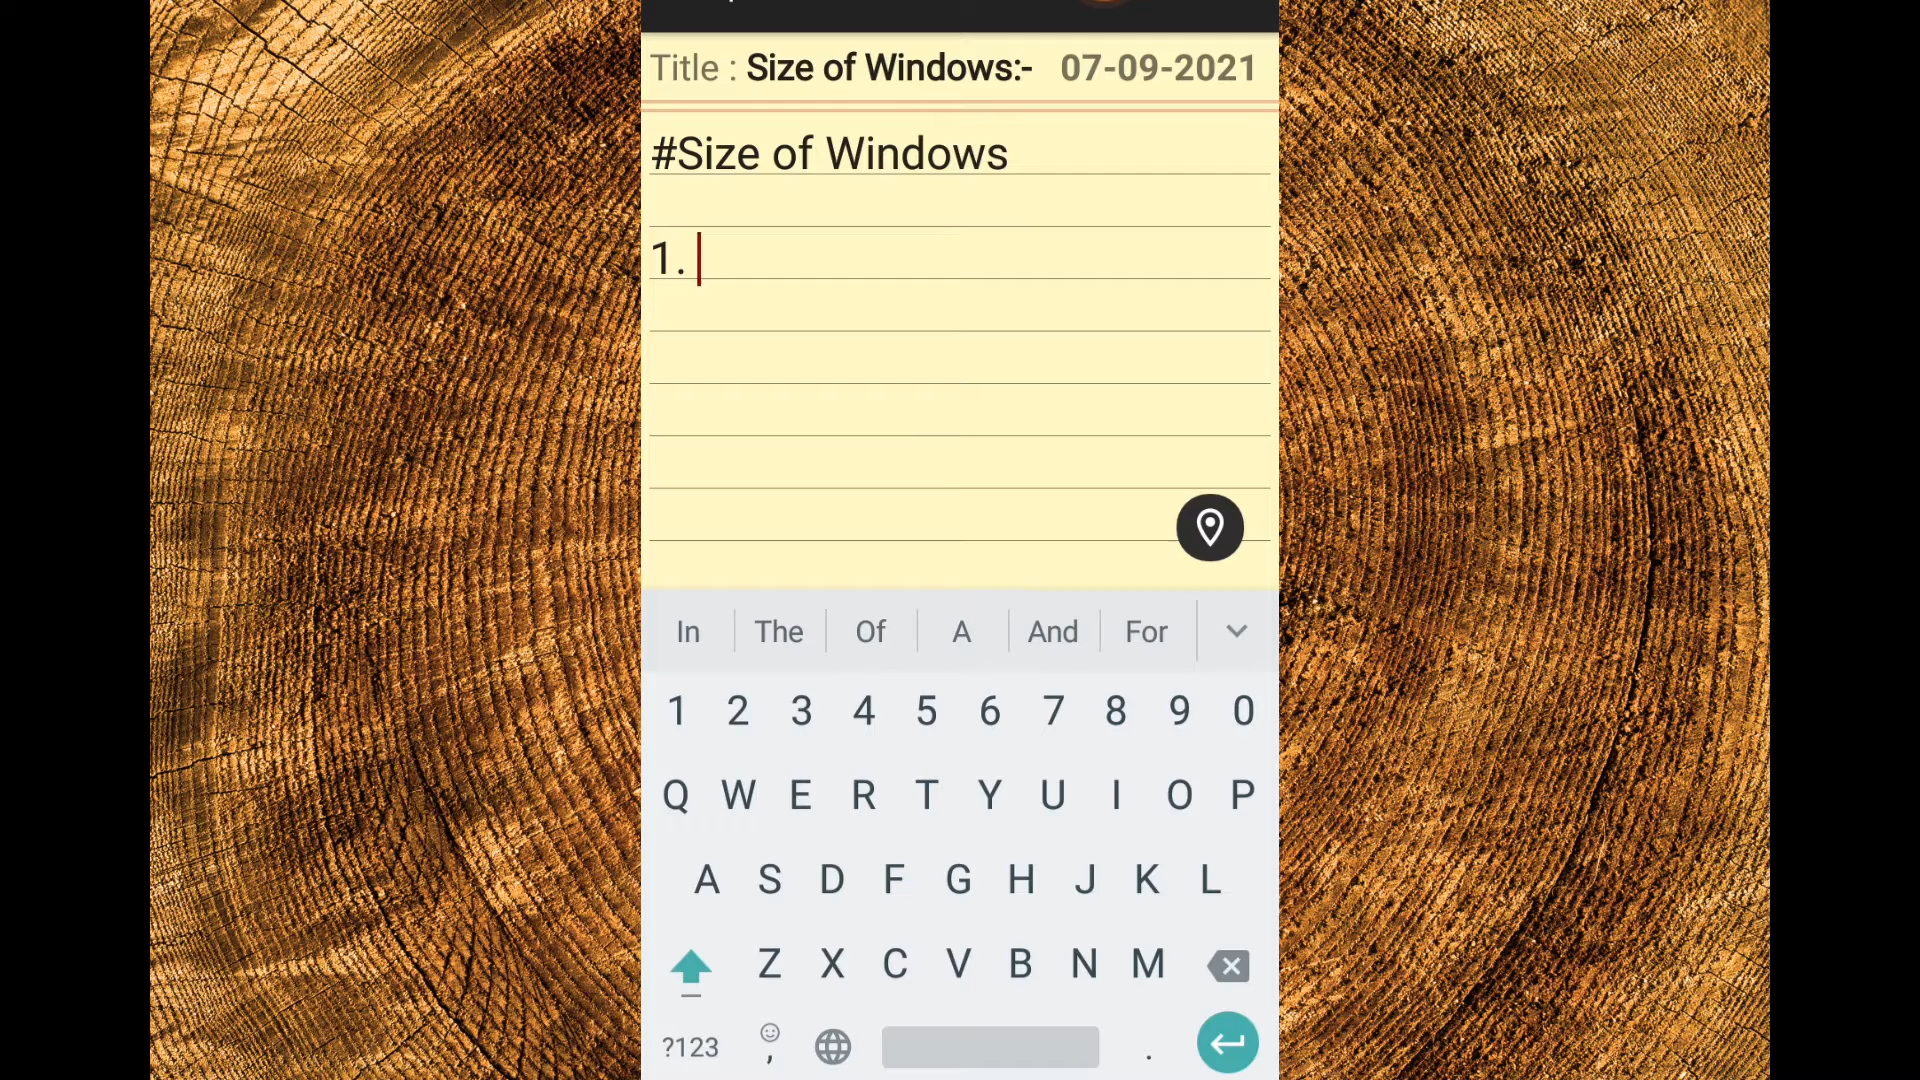 Title : Size of Windows:- 07-09-2021
#Size of Windows
1.
In The Of A And For
1 2 3 4 5 6 7 8 9 0
Q W E R T Y U I O P
A S D F G H J K L
Z X C V B N M
?123 , .